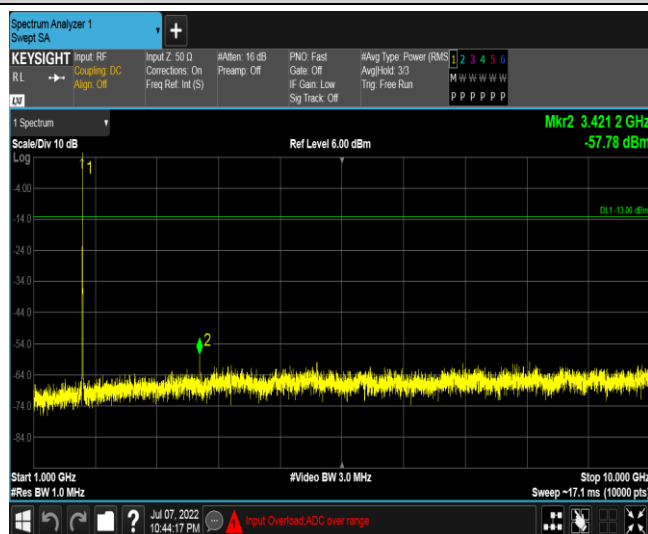 Spectrum Analyzer 1
Swept SA
+
KEYSIGHT
RL
LXI
Input: RF
Coupling: DC
Align: Off
Input Z: 50 Ω
Corrections: On
Freq Ref: Int (S)
#Atten: 16 dB
Preamp: Off
PNO: Fast
Gate: Off
IF Gain: Low
Sig Track: Off
#Avg Type: Power (RMS
Avg|Hold: 3/3
Trig: Free Run
1 2 3 4 5 6
M W W W W W
P P P P P P
1 Spectrum
Scale/Div 10 dB
Ref Level 6.00 dBm
Mkr2 3.421 2 GHz
-57.78 dBm
Log
1
-4.00
DL1 -13.00 dBm
-14.0
-24.0
-34.0
-44.0
-54.0
2
-64.0
-74.0
-84.0
Start 1.000 GHz
#Video BW 3.0 MHz
Stop 10.000 GHz
#Res BW 1.0 MHz
Sweep ~17.1 ms (10000 pts)
?
Jul 07, 2022
10:44:17 PM
Input Overload;ADC over range